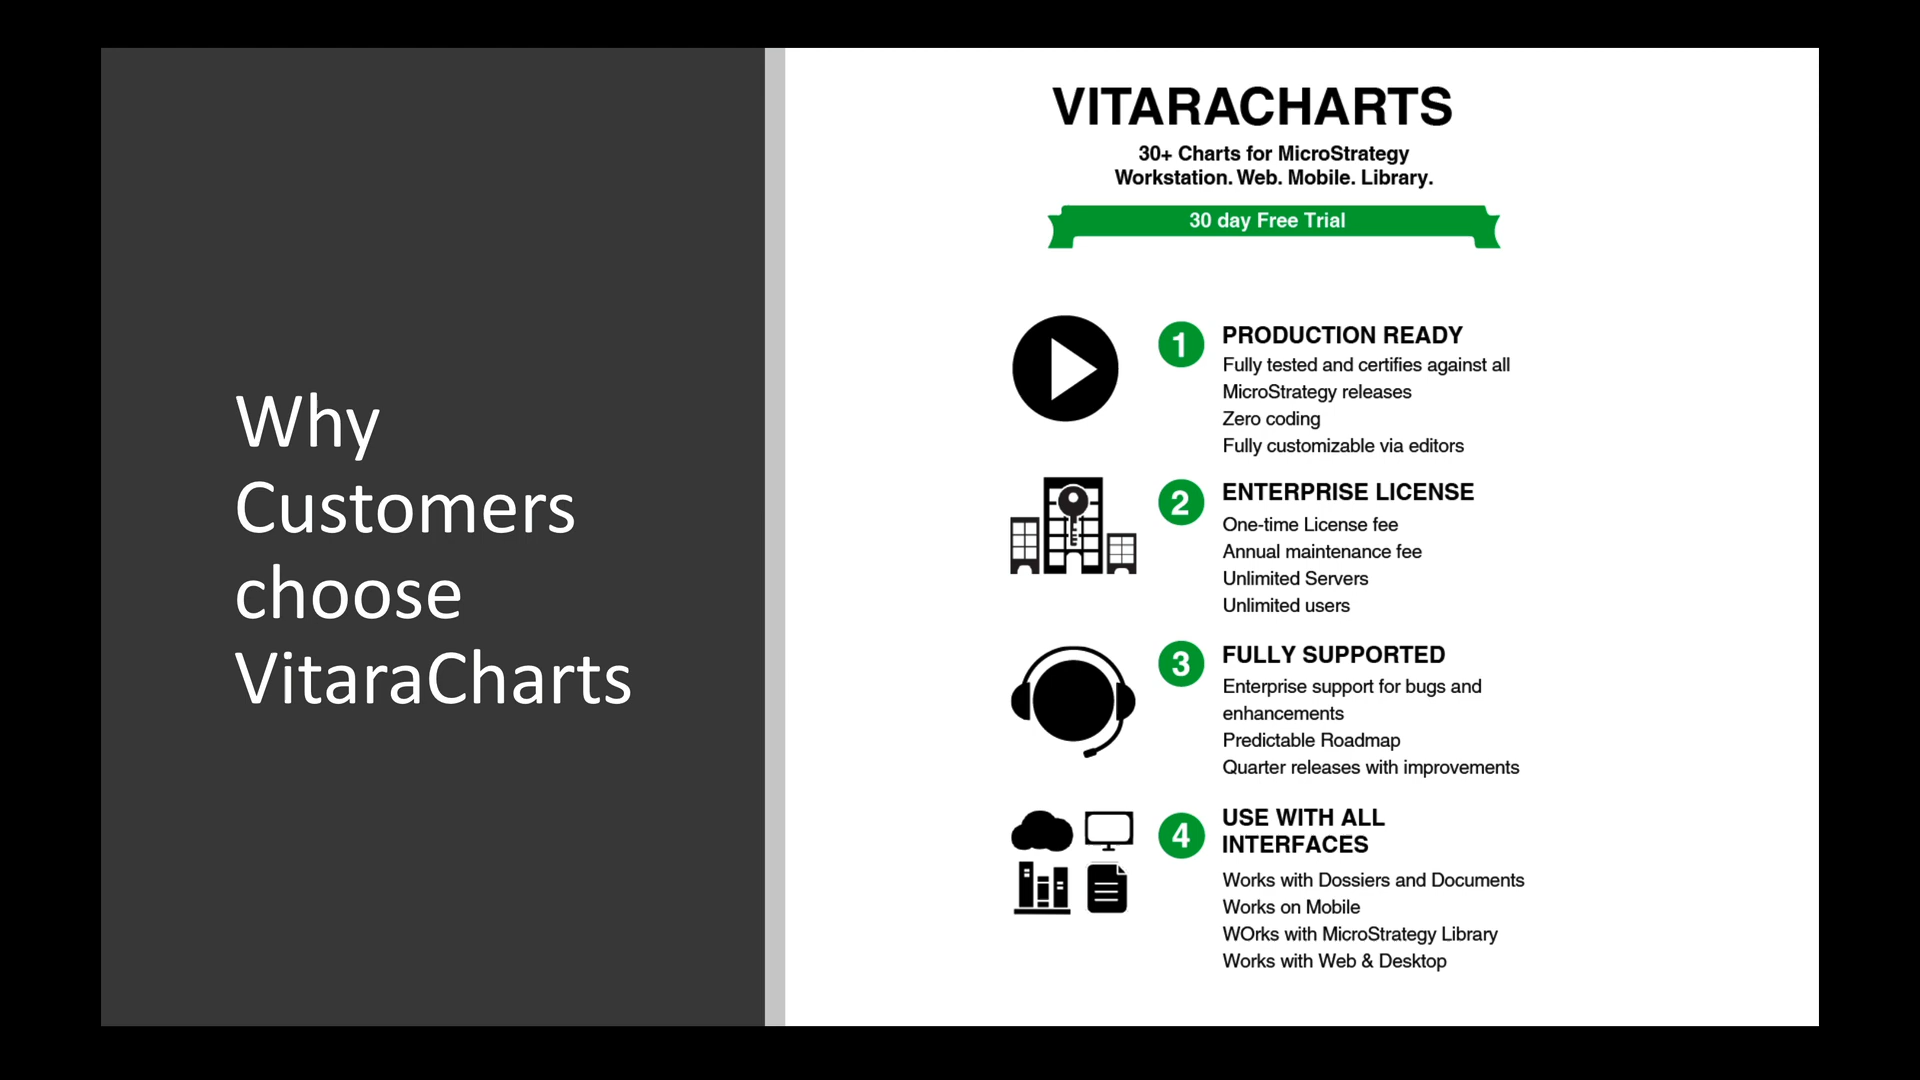 Why
Customers
choose
VitaraCharts
VITARACHARTS
30+ Charts for MicroStrategy
Workstation. Web. Mobile. Library.
30 day Free Trial
1
PRODUCTION READY
Fully tested and certifies against all
MicroStrategy releases
Zero coding
Fully customizable via editors
2
ENTERPRISE LICENSE
One-time License fee
Annual maintenance fee
Unlimited Servers
Unlimited users
3
FULLY SUPPORTED
Enterprise support for bugs and
enhancements
Predictable Roadmap
Quarter releases with improvements
4
USE WITH ALL
INTERFACES
Works with Dossiers and Documents
Works on Mobile
WOrks with MicroStrategy Library
Works with Web & Desktop